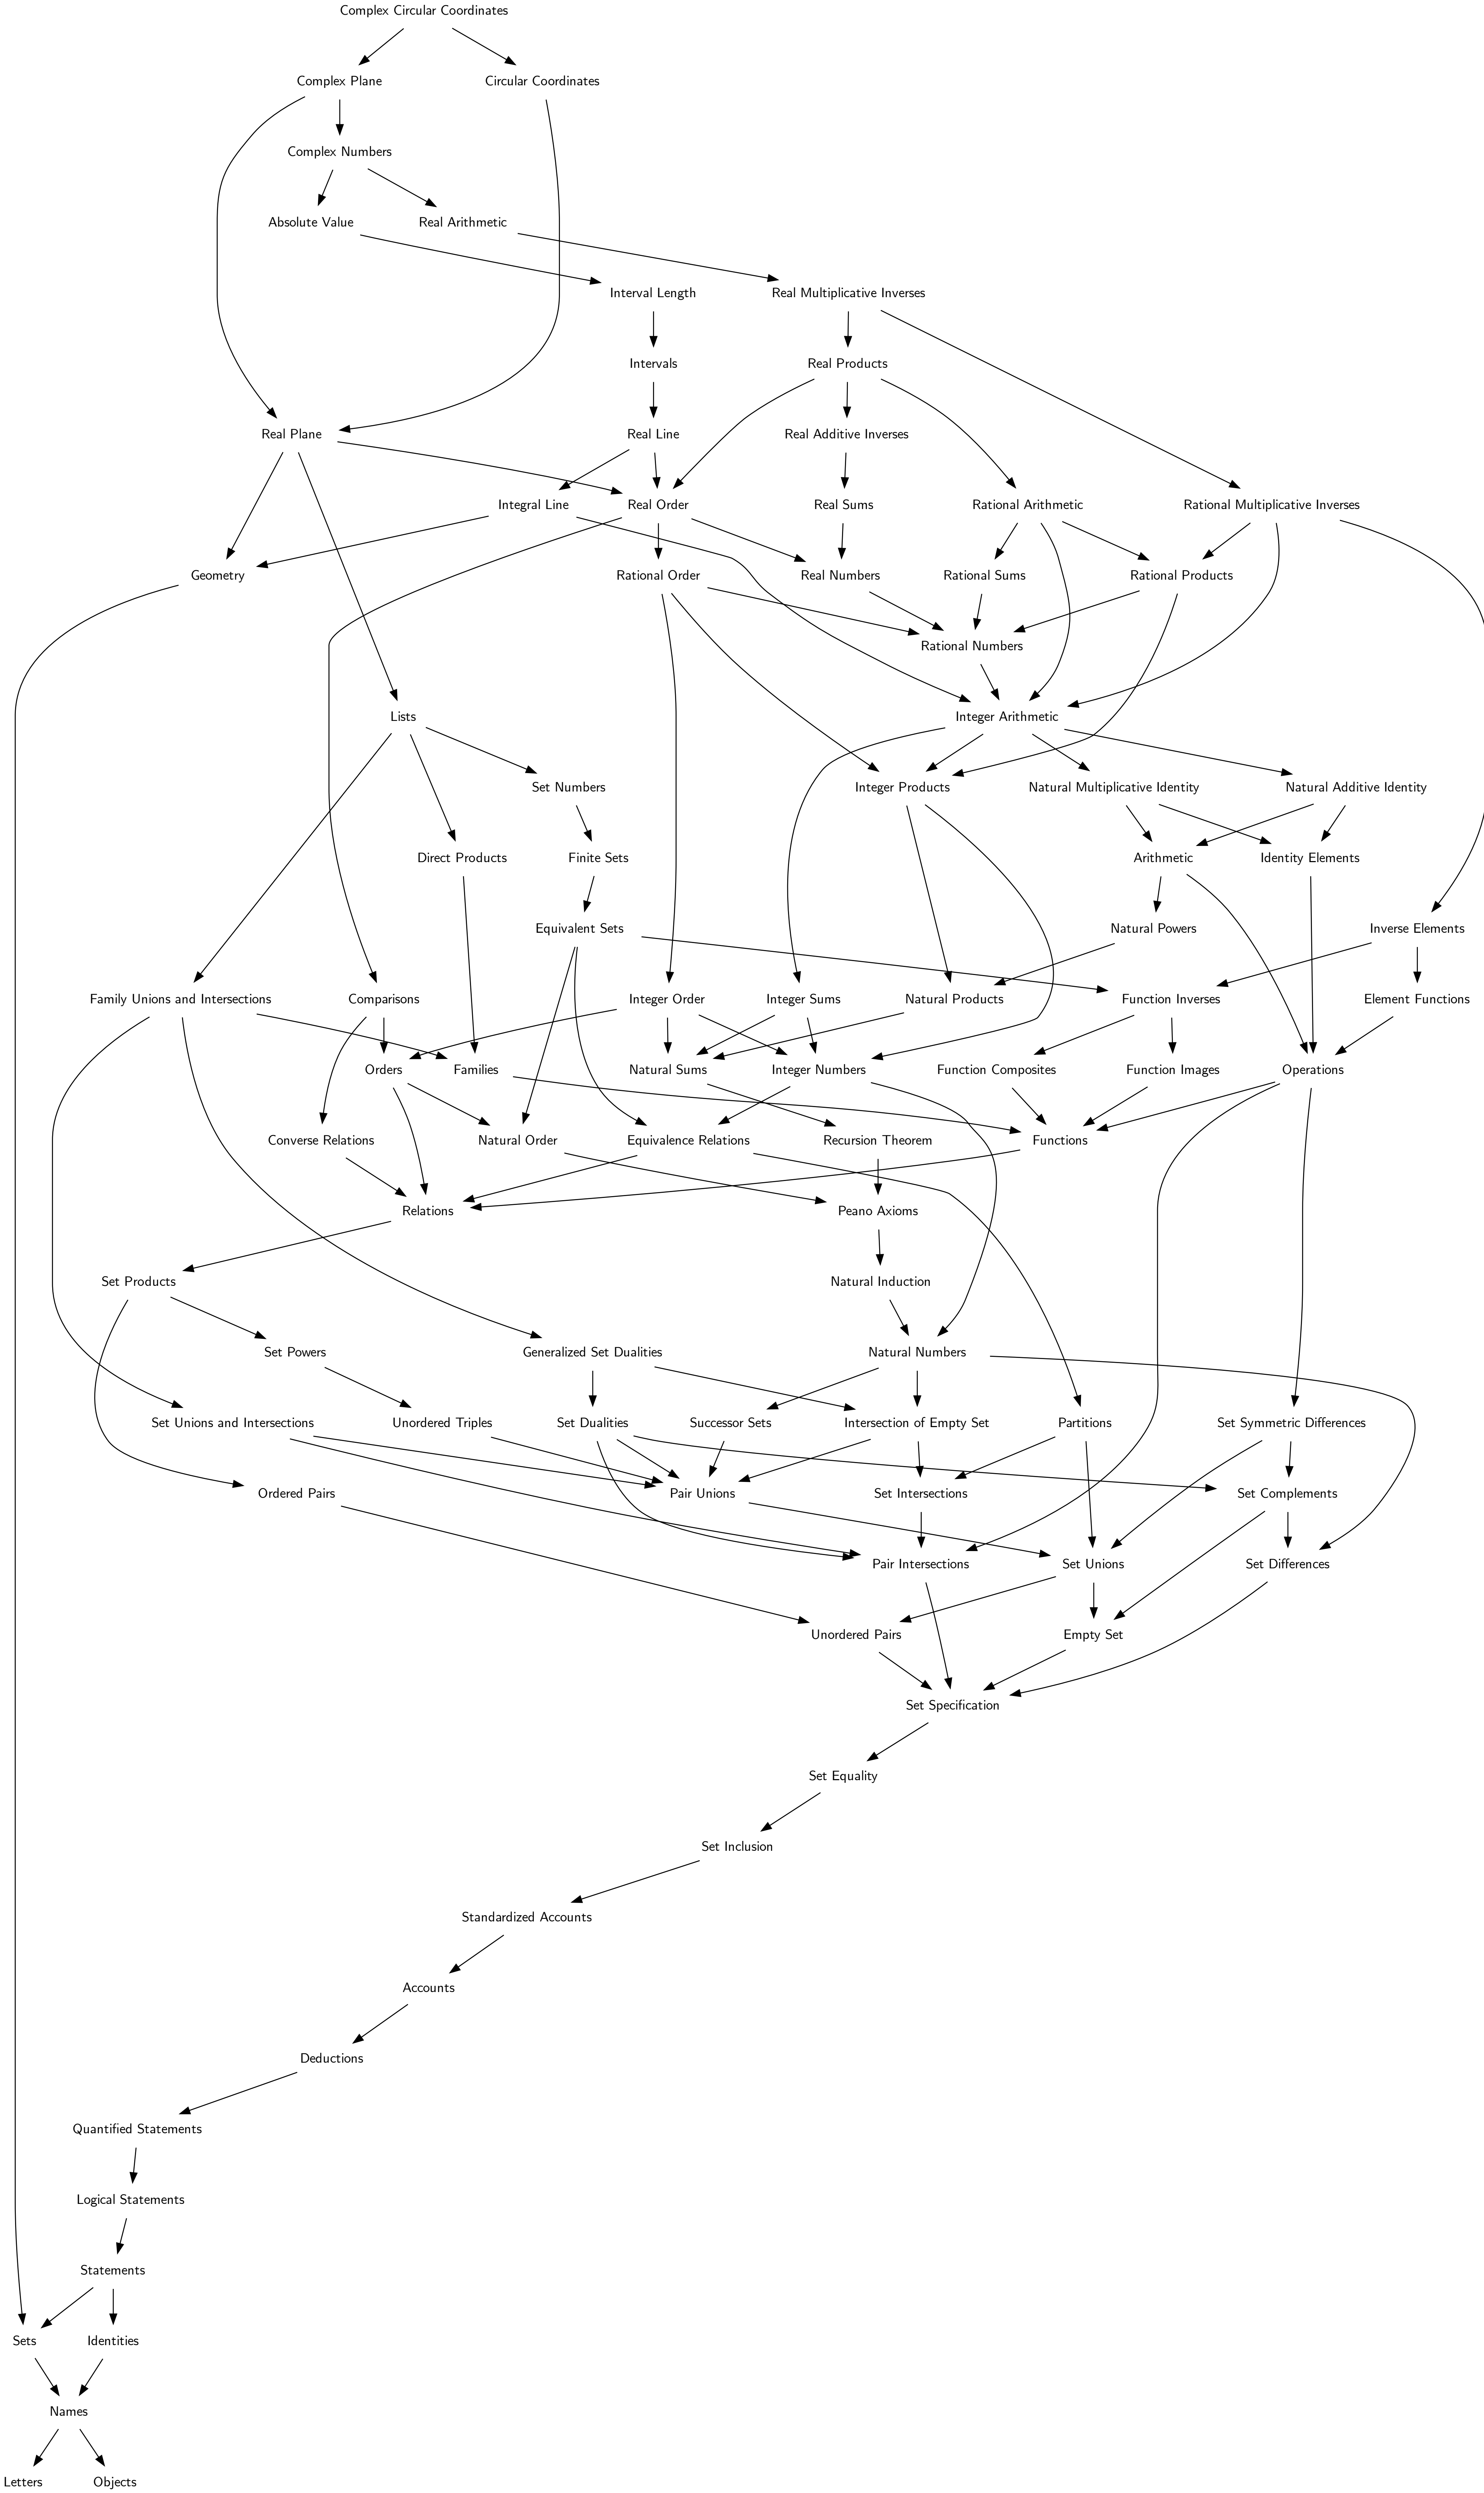 Complex Circular Coordinates
Complex Plane
Circular Coordinates
Complex Numbers
Absolute Value
Real Arithmetic
Interval Length
Real Multiplicative Inverses
Intervals
Real Products
Real Plane
Real Line
Real Additive Inverses
Integral Line
Real Order
Real Sums
Rational Arithmetic
Rational Multiplicative Inverses
Geometry
Rational Order
Real Numbers
Rational Sums
Rational Products
Rational Numbers
Lists
Integer Arithmetic
Set Numbers
Integer Products
Natural Multiplicative Identity
Natural Additive Identity
Direct Products
Finite Sets
Arithmetic
Identity Elements
Equivalent Sets
Natural Powers
Inverse Elements
Family Unions and Intersections
Comparisons
Integer Order
Integer Sums
Natural Products
Function Inverses
Element Functions
Orders
Families
Natural Sums
Integer Numbers
Function Composites
Function Images
Operations
Converse Relations
Natural Order
Equivalence Relations
Recursion Theorem
Functions
Relations
Peano Axioms
Set Products
Natural Induction
Set Powers
Generalized Set Dualities
Natural Numbers
Set Unions and Intersections
Unordered Triples
Set Dualities
Successor Sets
Intersection of Empty Set
Partitions
Set Symmetric Differences
Ordered Pairs
Pair Unions
Set Intersections
Set Complements
Pair Intersections
Set Unions
Set Differences
Unordered Pairs
Empty Set
Set Specification
Set Equality
Set Inclusion
Standardized Accounts
Accounts
Deductions
Quantified Statements
Logical Statements
Statements
Sets
Identities
Names
Letters
Objects